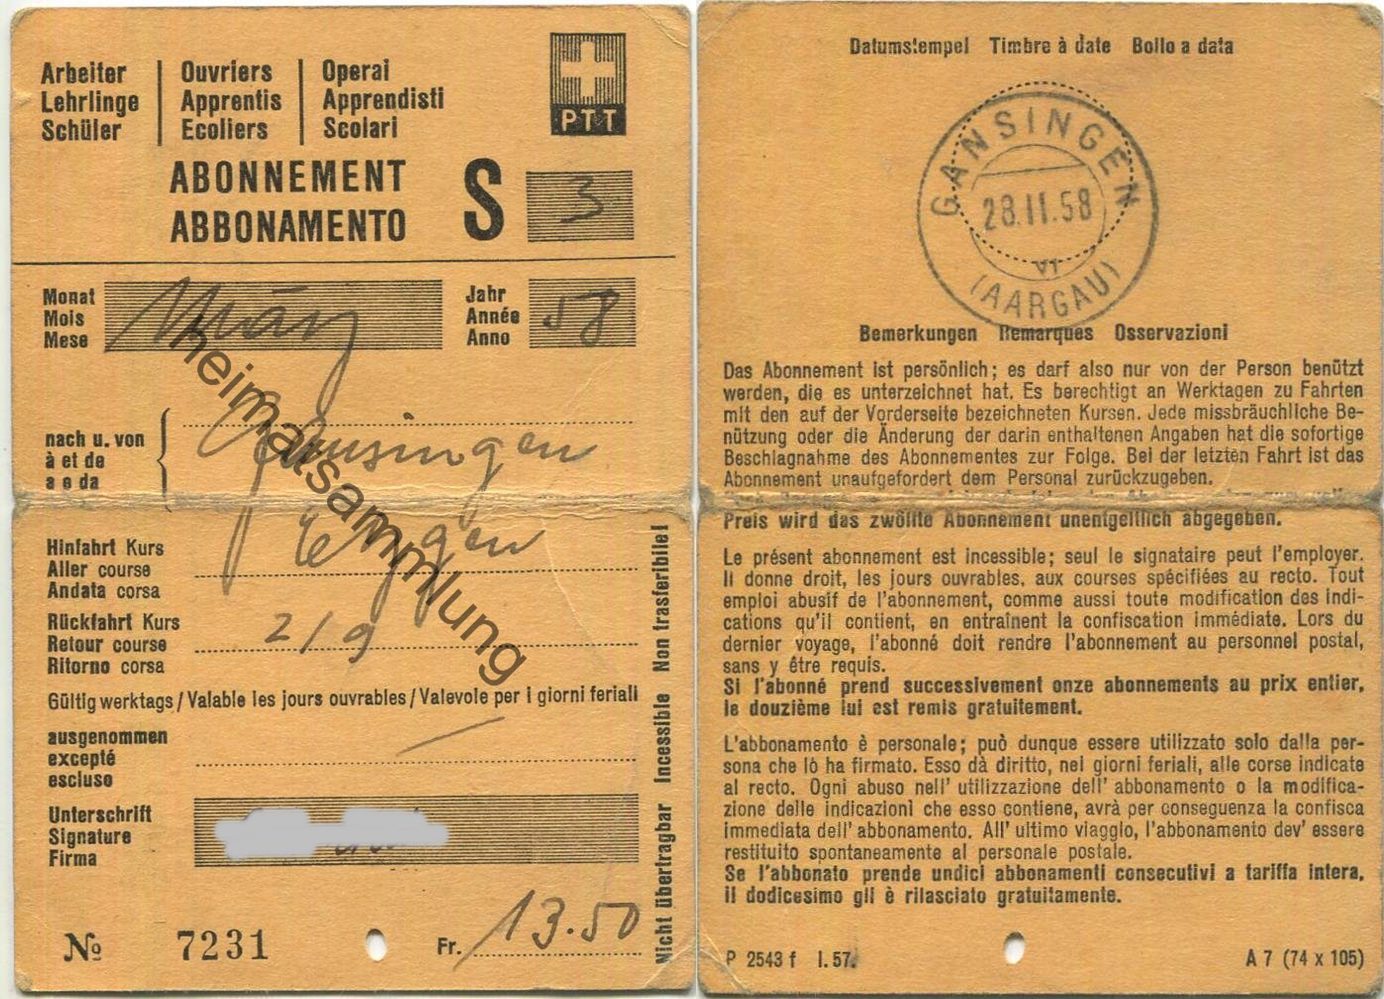 Arbeiter
Lehrlinge
Schüler
Ouvriers
Apprentis
Ecoliers
Operai
Apprendisti
Scolari
PTT
ABONNEMENT
ABBONAMENTO
S 3
Monat
Mois
Mese
März
Jahr
Année
Anno
58
nach u. von
à et de
a e da
Gansingen
Hinfahrt Kurs
Aller course
Andata corsa
Rückfahrt Kurs
Retour course
Ritorno corsa
2/9
Gültig werktags / Valable les jours ouvrables / Valevole per i giorni feriali
ausgenommen
excepté
escluso
Unterschrift
Signature
Firma
№ 7231
Fr. 13.50
Nicht übertragbar Incessible Non trasferibile!
heimatsammlung
Datumstempel Timbre à date Bollo a data
GANSINGEN
28.II.58
VI
(AARGAU)
Bemerkungen Remarques Osservazioni
Das Abonnement ist persönlich; es darf also nur von der Person benützt
werden, die es unterzeichnet hat. Es berechtigt an Werktagen zu Fahrten
mit den auf der Vorderseite bezeichneten Kursen. Jede missbräuchliche Be-
nützung oder die Änderung der darin enthaltenen Angaben hat die sofortige
Beschlagnahme des Abonnementes zur Folge. Bei der letzten Fahrt ist das
Abonnement unaufgefordert dem Personal zurückzugeben.
Preis wird das zwölfte Abonnement unentgeltlich abgegeben.
Le présent abonnement est incessible; seul le signataire peut l'employer.
Il donne droit, les jours ouvrables, aux courses spécifiées au recto. Tout
emploi abusif de l'abonnement, comme aussi toute modification des indi-
cations qu'il contient, en entraînent la confiscation immédiate. Lors du
dernier voyage, l'abonné doit rendre l'abonnement au personnel postal,
sans y être requis.
Si l'abonné prend successivement onze abonnements au prix entier,
le douzième lui est remis gratuitement.
L'abbonamento è personale; può dunque essere utilizzato solo dalla per-
sona che lò ha firmato. Esso dà diritto, nei giorni feriali, alle corse indicate
al recto. Ogni abuso nell' utilizzazione dell' abbonamento o la modifica-
zione delle indicazioni che esso contiene, avrà per conseguenza la confisca
immediata dell' abbonamento. All' ultimo viaggio, l'abbonamento dev' essere
restituito spontaneamente al personale postale.
Se l'abbonato prende undici abbonamenti consecutivi a tariffa intera,
il dodicesimo gli è rilasciato gratuitamente.
P 2543 f I.57.
A 7 (74 x 105)